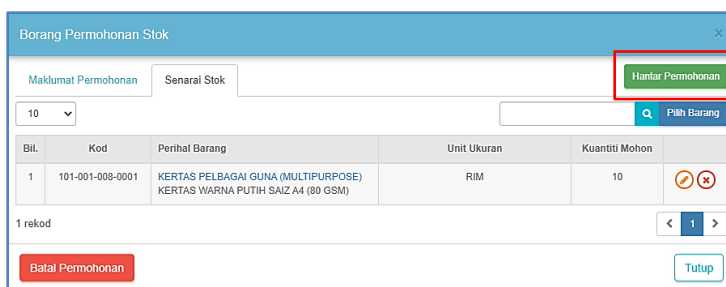 Borang Permohonan Stok ×
Maklumat Permohonan Senarai Stok Hantar Permohonan
10 Pilih Barang
Bil. Kod Perihal Barang Unit Ukuran Kuantiti Mohon
1 101-001-008-0001 KERTAS PELBAGAI GUNA (MULTIPURPOSE) RIM 10
KERTAS WARNA PUTIH SAIZ A4 (80 GSM)
1 rekod < 1 >
Batal Permohonan Tutup